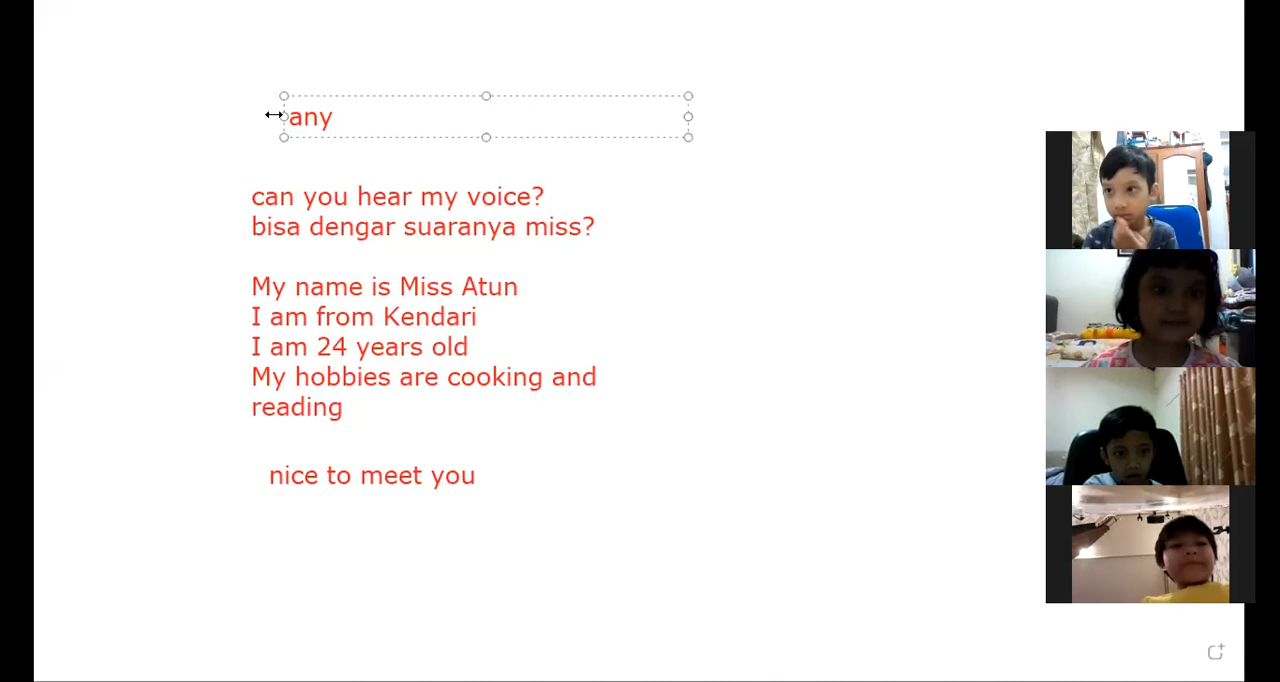 any
can you hear my voice?
bisa dengar suaranya miss?
My name is Miss Atun
I am from Kendari
I am 24 years old
My hobbies are cooking and
reading
nice to meet you